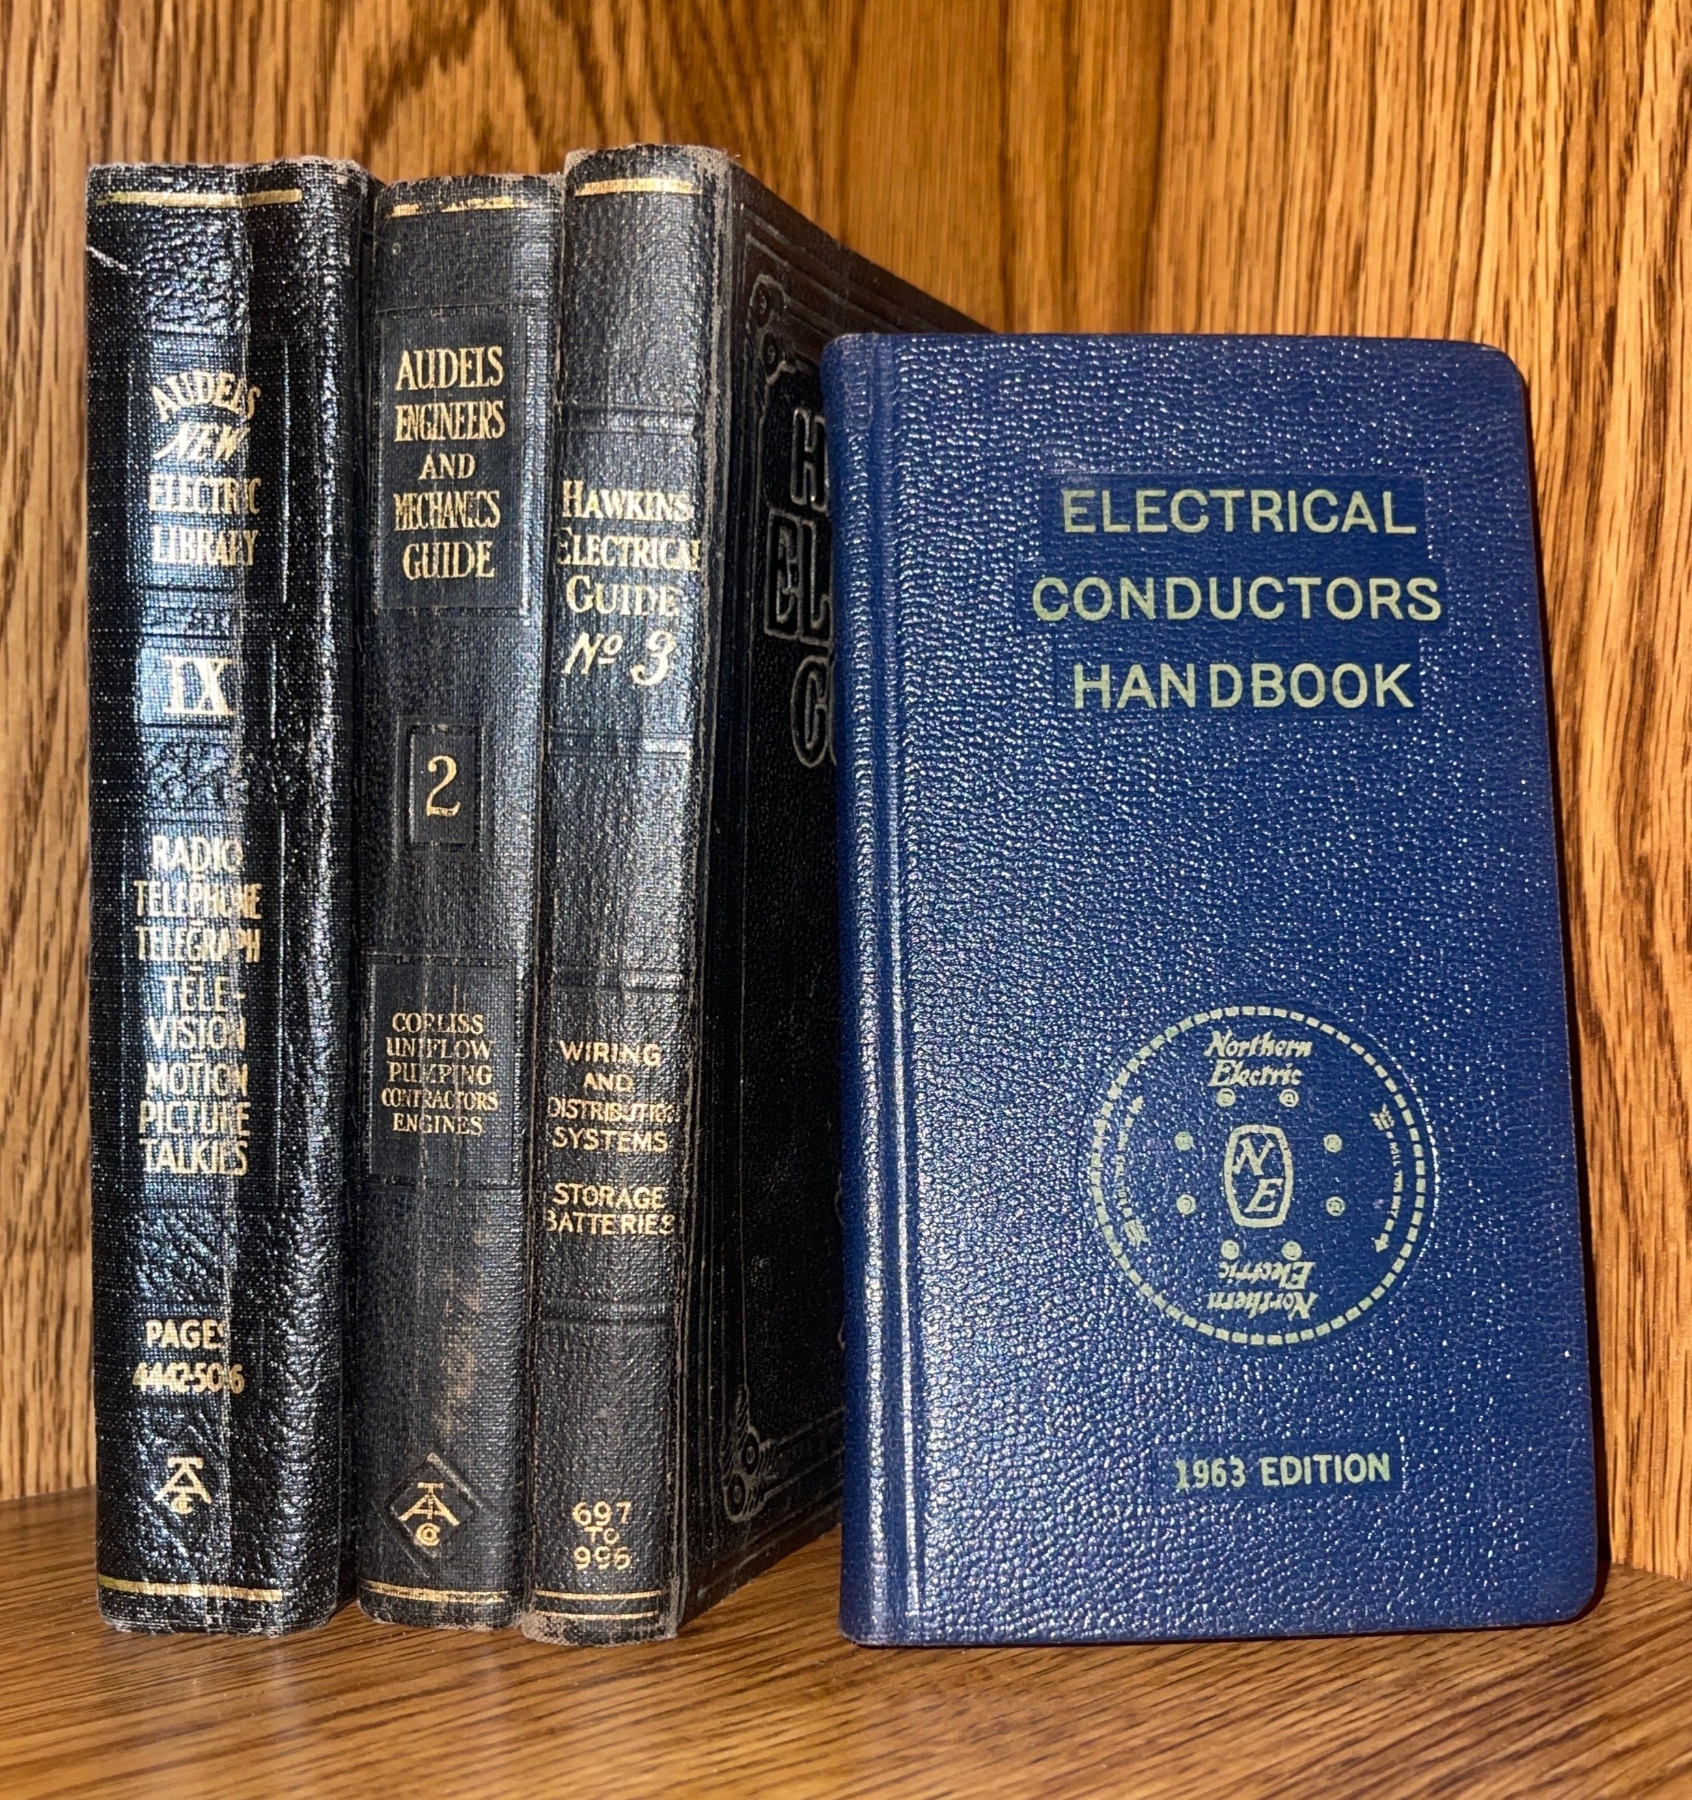 AUDELS
NEW
ELECTRIC
LIBRARY
IX
RADIO
TELEPHONE
TELEGRAPH
TELE-
VISION
MOTION
PICTURE
TALKIES
PAGES
AUDELS
ENGINEERS
AND
MECHANICS
GUIDE
2
CORLISS
UNIFLOW
PUMPING
CONTRACTORS
ENGINES
HAWKINS
ELECTRICAL
GUIDE
Nº 3
WIRING
AND
DISTRIBUTION
SYSTEMS
STORAGE
BATTERIES
697
TO
996
ELECTRICAL
CONDUCTORS
HANDBOOK
Northern
Electric
NE
Northern
Electric
1963 EDITION